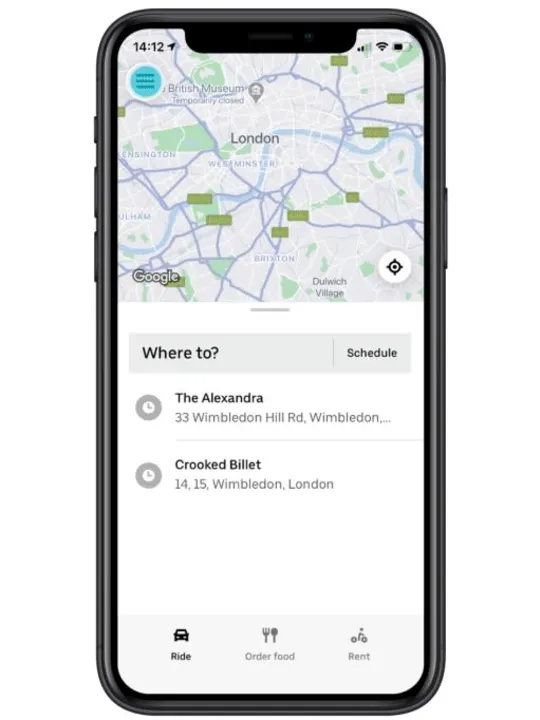 14:12
British Museum
Temporarily closed
London
ENSINGTON
WESTMINSTER
ULHAM
BRIXTON
Google
Dulwich
Village
Where to?
Schedule
The Alexandra
33 Wimbledon Hill Rd, Wimbledon,...
Crooked Billet
14, 15, Wimbledon, London
Ride
Order food
Rent